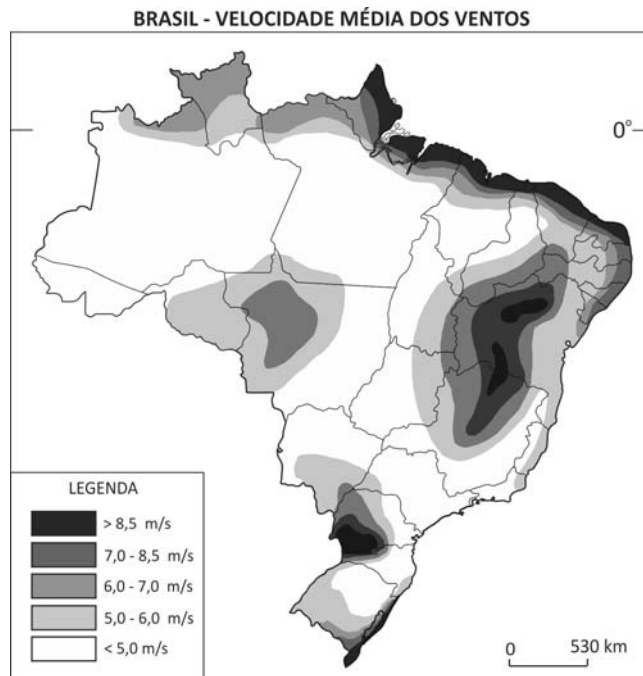 BRASIL - VELOCIDADE MÉDIA DOS VENTOS
0°
LEGENDA
> 8,5 m/s
7,0 - 8,5 m/s
6,0 - 7,0 m/s
5,0 - 6,0 m/s
< 5,0 m/s
0 530 km